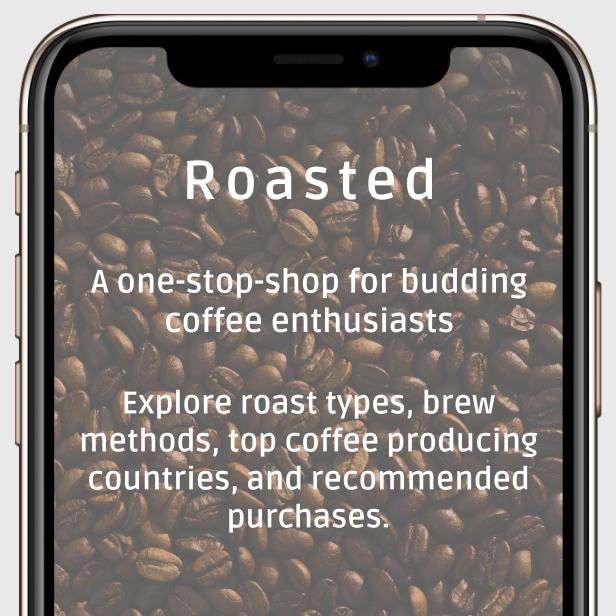 Roasted
A one-stop-shop for budding
coffee enthusiasts
Explore roast types, brew
methods, top coffee producing
countries, and recommended
purchases.